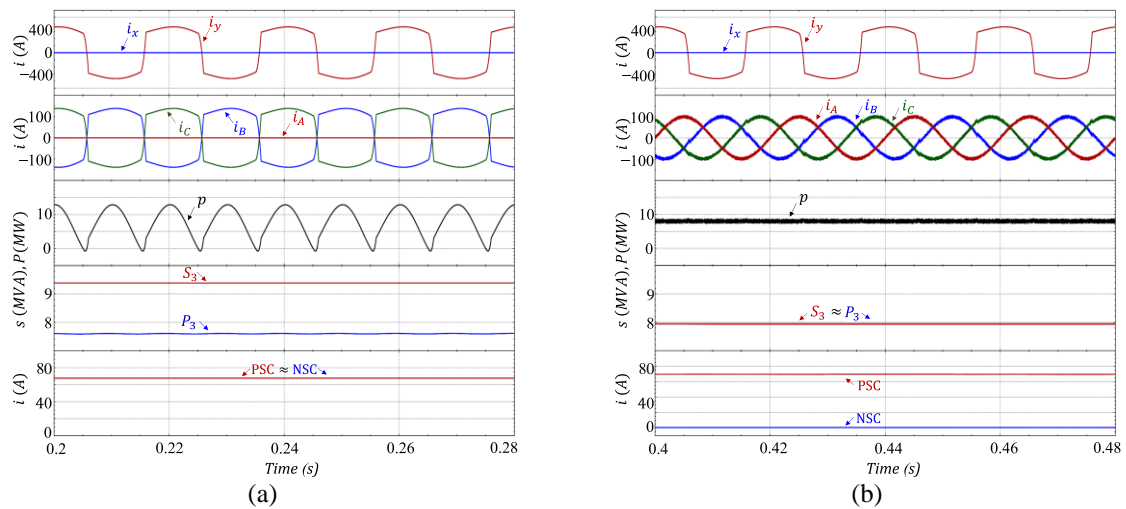 400
0
−400
i (A)
i_x
i_y
100
0
−100
i (A)
i_C
i_B
i_A
10
0
s (MVA), P(MW)
p
9
8
S_3
P_3
80
40
0
i (A)
PSC ≈ NSC
0.2
0.22
0.24
0.26
0.28
Time (s)
(a)
400
0
−400
i (A)
i_x
i_y
100
0
−100
i (A)
i_A
i_B
i_C
10
0
s (MVA), P(MW)
p
9
8
S_3 ≈ P_3
80
40
0
i (A)
PSC
NSC
0.4
0.42
0.44
0.46
0.48
Time (s)
(b)